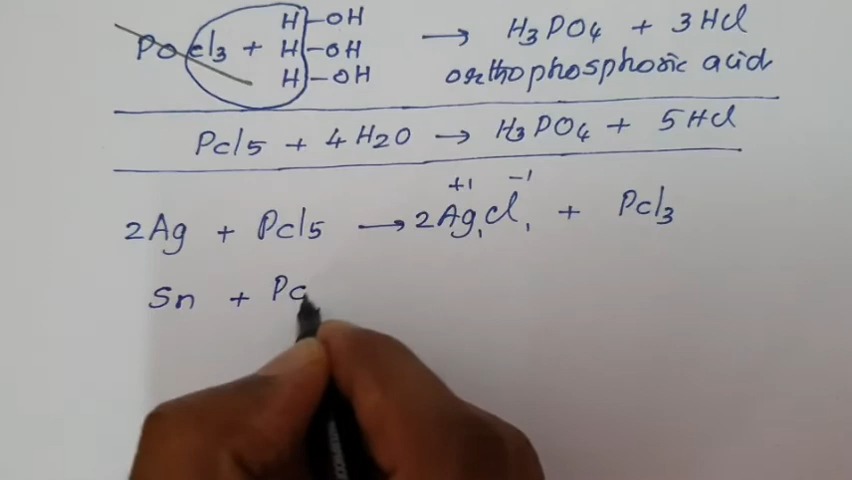 H-OH
POCl3 + H-OH → H3PO4 + 3HCl
H-OH orthophosphoric acid
PCl5 + 4H2O → H3PO4 + 5HCl
+1 -1
2Ag + PCl5 → 2Ag1Cl1 + PCl3
Sn + PC